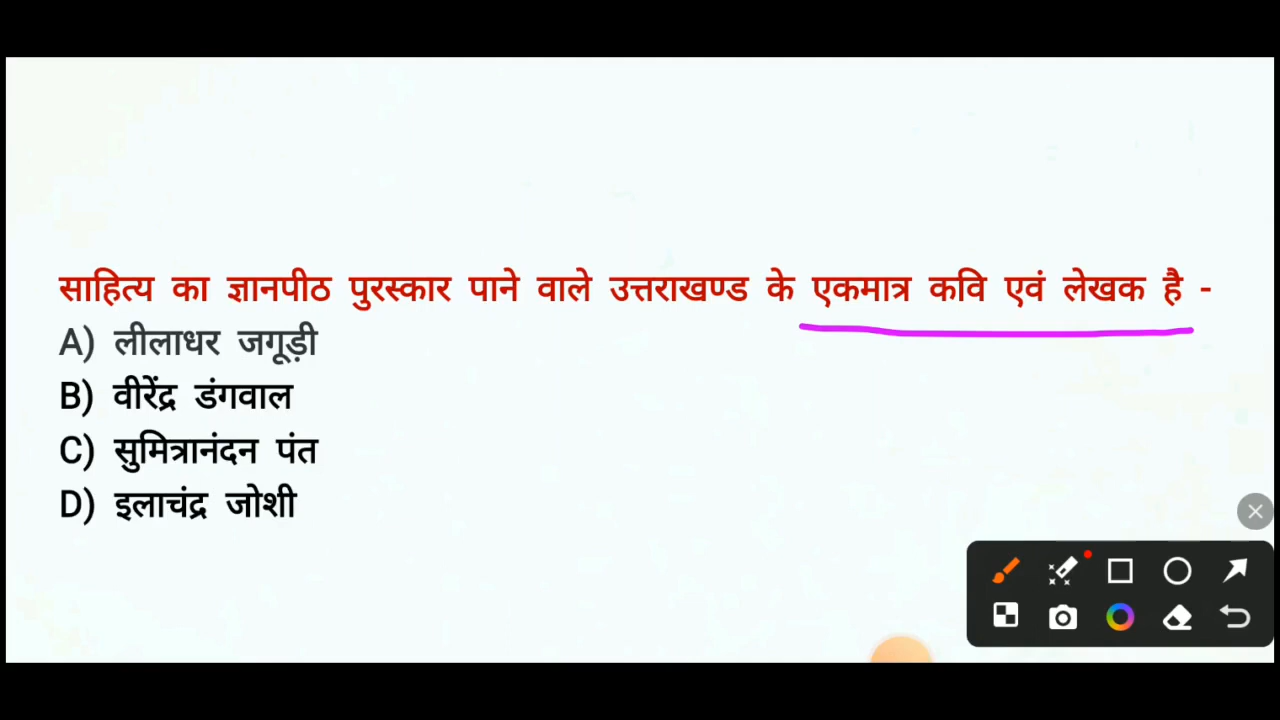 साहित्य का ज्ञानपीठ पुरस्कार पाने वाले उत्तराखण्ड के एकमात्र कवि एवं लेखक है -
A) लीलाधर जगूड़ी
B) वीरेंद्र डंगवाल
C) सुमित्रानंदन पंत
D) इलाचंद्र जोशी